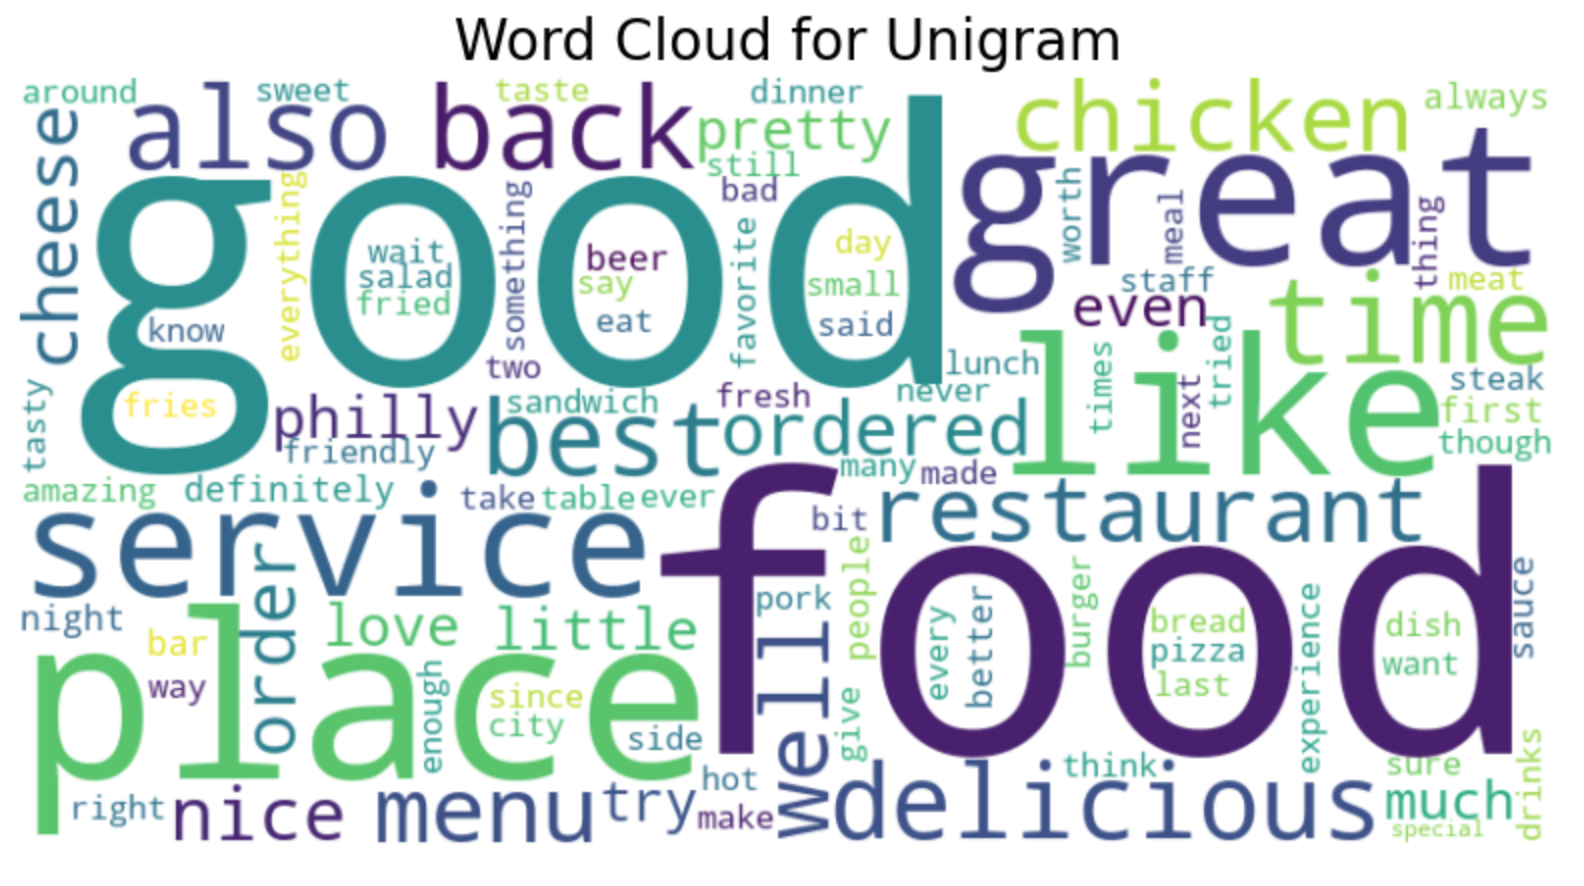 Word Cloud for Unigram
around
sweet
taste
dinner
chicken
always
also
back
pretty
still
cheese
good
great
everything
something
bad
worth
meal
thing
wait
salad
fried
beer
say
eat
favorite
day
small
said
staff
meat
even
time
know
two
lunch
like
times
next
tried
steak
tasty
fries
philly
friendly
sandwich
best
fresh
never
ordered
first
though
many
made
amazing
definitely
take
table
ever
service
food
bit
restaurant
night
order
love
little
pork
people
every
better
burger
bread
pizza
last
experience
dish
want
sauce
bar
way
place
enough
since
city
side
well
give
right
nice
menu
try
hot
make
delicious
think
sure
much
special
drinks